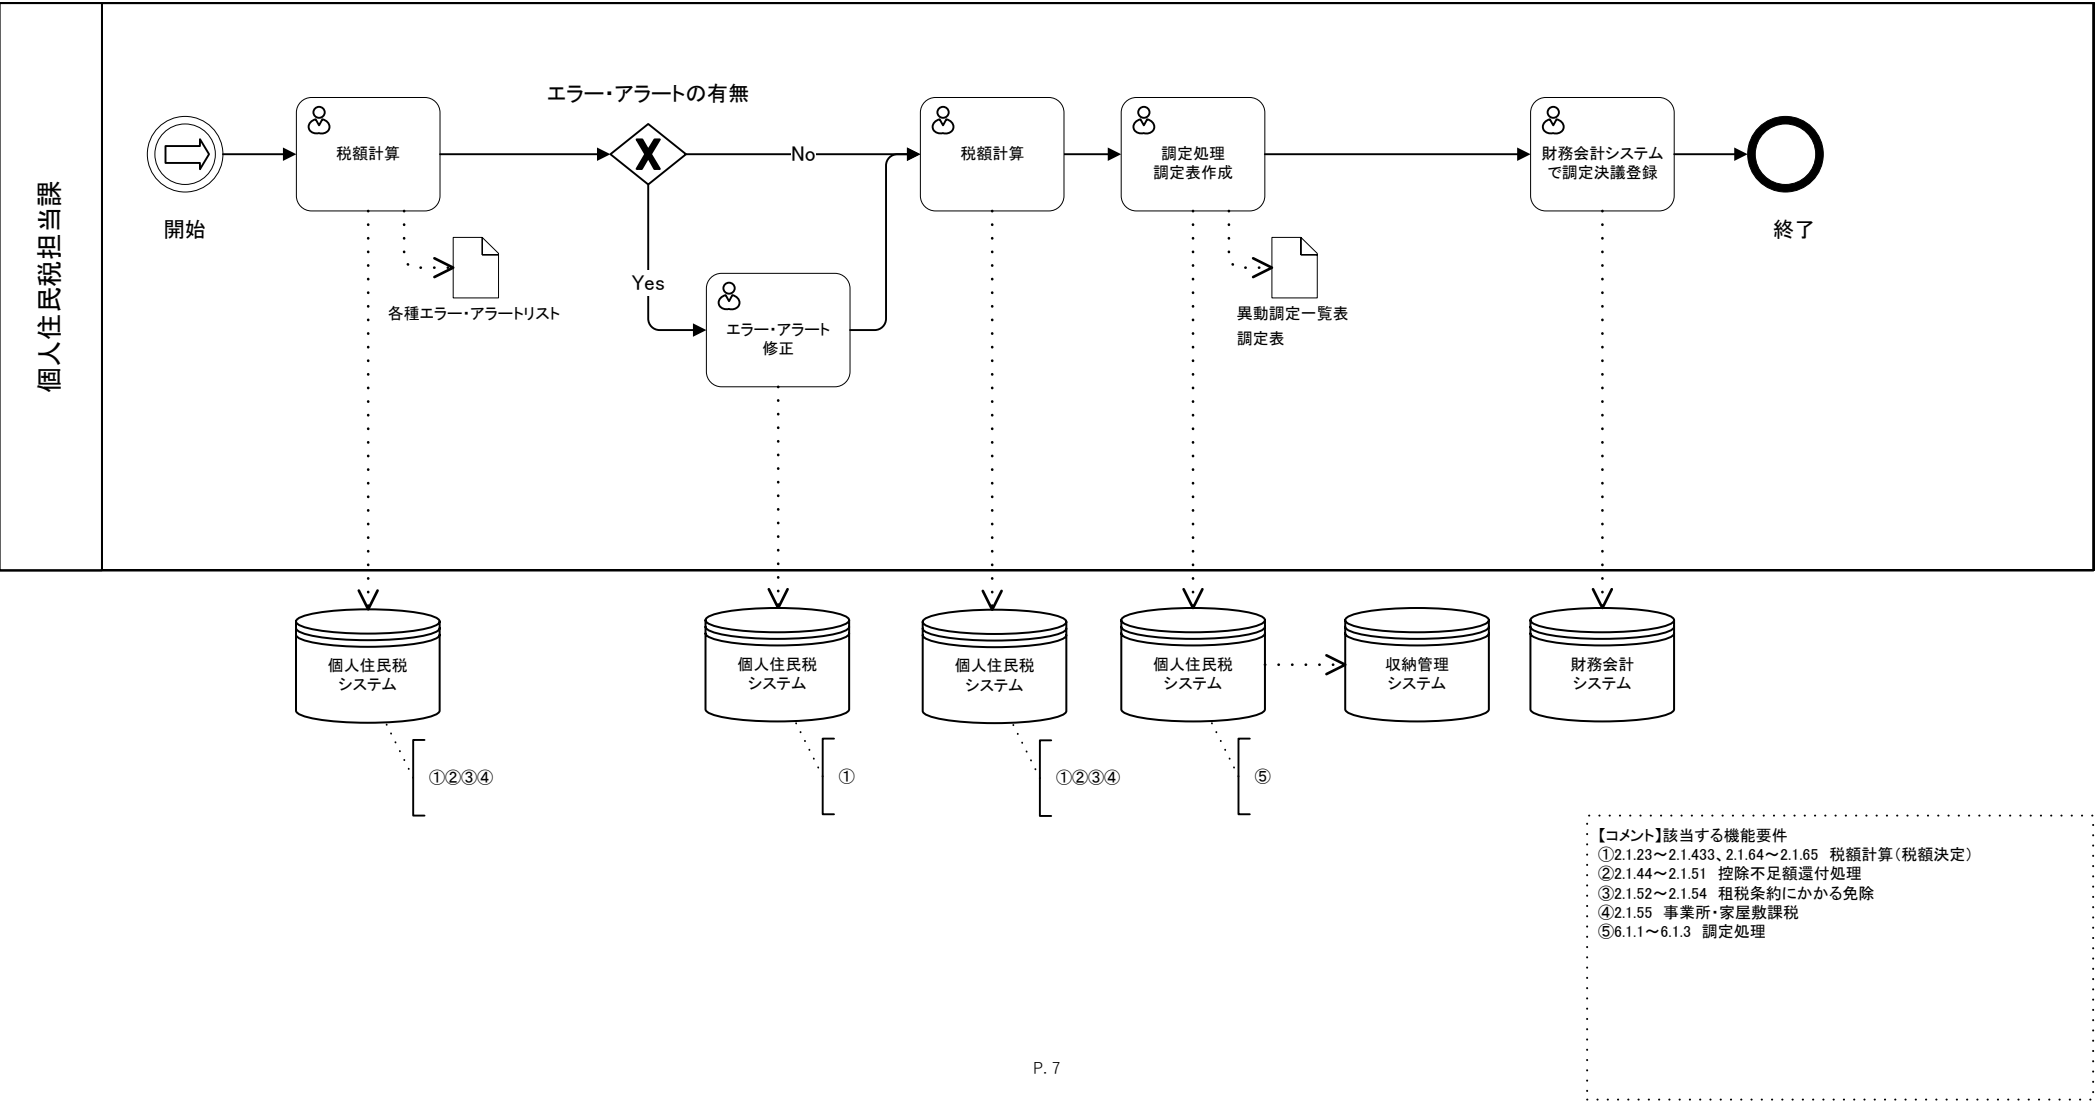 個人住民税担当課
開始
税額計算
各種エラー・アラートリスト
エラー・アラートの有無
No
Yes
エラー・アラート
修正
税額計算
調定処理
調定表作成
異動調定一覧表
調定表
財務会計システム
で調定決議登録
終了
個人住民税
システム
①②③④
個人住民税
システム
①
個人住民税
システム
①②③④
個人住民税
システム
⑤
収納管理
システム
財務会計
システム
【コメント】該当する機能要件
①2.1.23～2.1.433、2.1.64～2.1.65 税額計算（税額決定）
②2.1.44～2.1.51 控除不足額還付処理
③2.1.52～2.1.54 租税条約にかかる免除
④2.1.55 事業所・家屋敷課税
⑤6.1.1～6.1.3 調定処理
P. 7